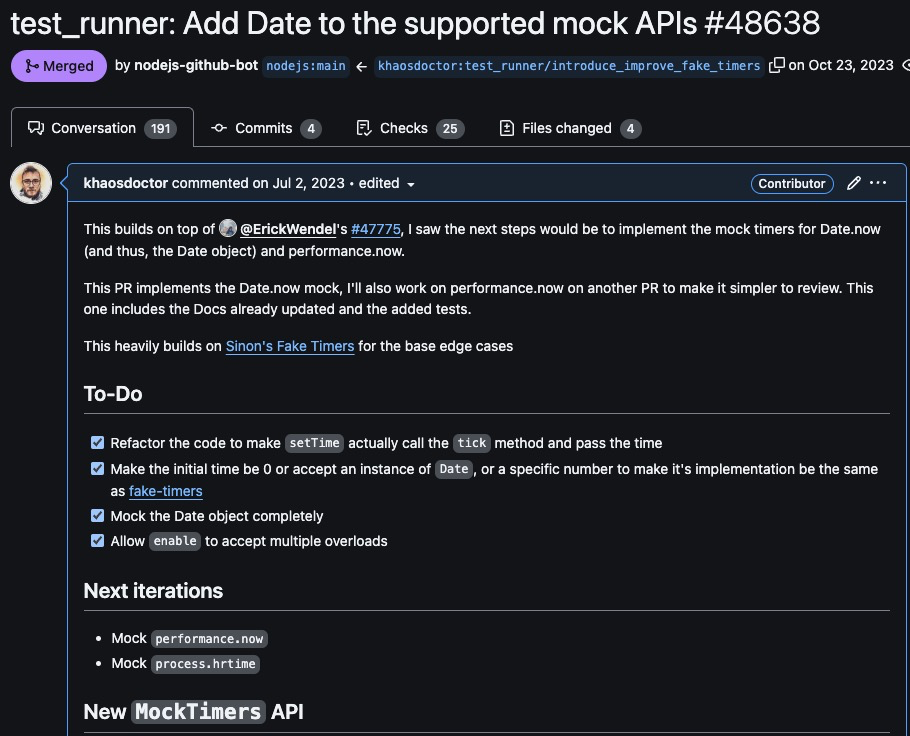 test_runner: Add Date to the supported mock APIs #48638
Merged by nodejs-github-bot nodejs:main ← khaosdoctor:test_runner/introduce_improve_fake_timers on Oct 23, 2023
Conversation 191 Commits 4 Checks 25 Files changed 4
khaosdoctor commented on Jul 2, 2023 • edited Contributor
This builds on top of @ErickWendel's #47775, I saw the next steps would be to implement the mock timers for Date.now
(and thus, the Date object) and performance.now.
This PR implements the Date.now mock, I'll also work on performance.now on another PR to make it simpler to review. This
one includes the Docs already updated and the added tests.
This heavily builds on Sinon's Fake Timers for the base edge cases
To-Do
Refactor the code to make setTime actually call the tick method and pass the time
Make the initial time be 0 or accept an instance of Date, or a specific number to make it's implementation be the same
as fake-timers
Mock the Date object completely
Allow enable to accept multiple overloads
Next iterations
• Mock performance.now
• Mock process.hrtime
New MockTimers API